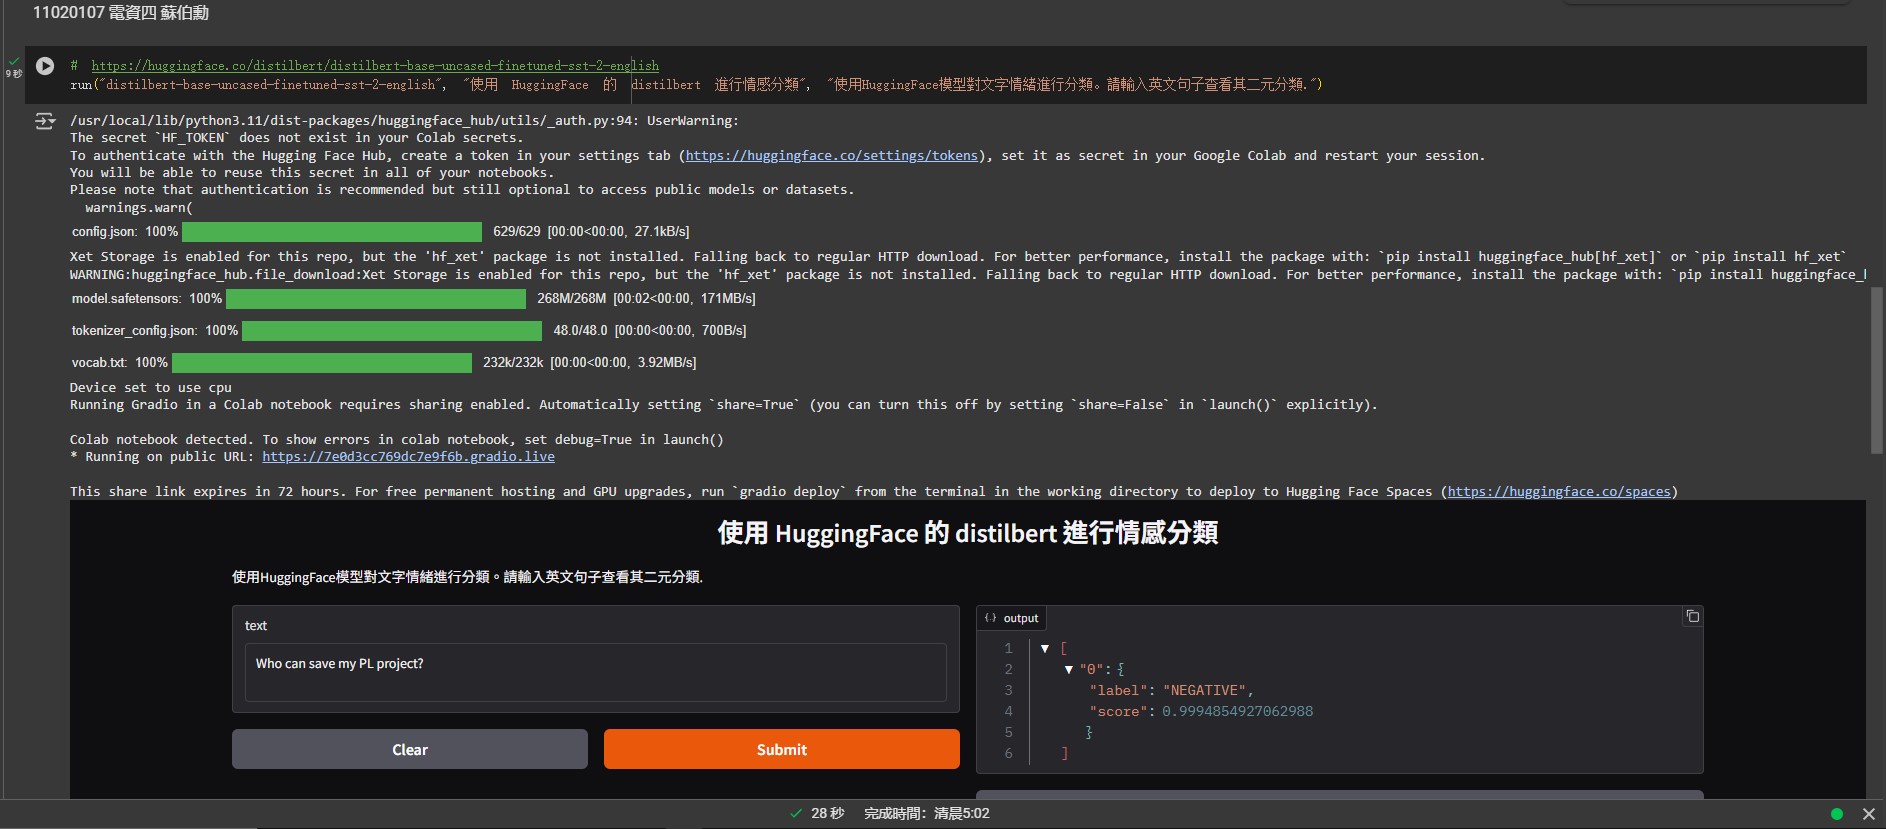 11020107 電資四 蘇伯勳
9 秒
# https://huggingface.co/distilbert/distilbert-base-uncased-finetuned-sst-2-english
run("distilbert-base-uncased-finetuned-sst-2-english", "使用 HuggingFace 的 distilbert 進行情感分類", "使用HuggingFace模型對文字情緒進行分類。請輸入英文句子查看其二元分類.")
/usr/local/lib/python3.11/dist-packages/huggingface_hub/utils/_auth.py:94: UserWarning:
The secret `HF_TOKEN` does not exist in your Colab secrets.
To authenticate with the Hugging Face Hub, create a token in your settings tab (https://huggingface.co/settings/tokens), set it as secret in your Google Colab and restart your session.
You will be able to reuse this secret in all of your notebooks.
Please note that authentication is recommended but still optional to access public models or datasets.
warnings.warn(
config.json: 100% 629/629 [00:00<00:00, 27.1kB/s]
Xet Storage is enabled for this repo, but the 'hf_xet' package is not installed. Falling back to regular HTTP download. For better performance, install the package with: `pip install huggingface_hub[hf_xet]` or `pip install hf_xet`
WARNING:huggingface_hub.file_download:Xet Storage is enabled for this repo, but the 'hf_xet' package is not installed. Falling back to regular HTTP download. For better performance, install the package with: `pip install huggingface_
model.safetensors: 100% 268M/268M [00:02<00:00, 171MB/s]
tokenizer_config.json: 100% 48.0/48.0 [00:00<00:00, 700B/s]
vocab.txt: 100% 232k/232k [00:00<00:00, 3.92MB/s]
Device set to use cpu
Running Gradio in a Colab notebook requires sharing enabled. Automatically setting `share=True` (you can turn this off by setting `share=False` in `launch()` explicitly).
Colab notebook detected. To show errors in colab notebook, set debug=True in launch()
* Running on public URL: https://7e0d3cc769dc7e9f6b.gradio.live
This share link expires in 72 hours. For free permanent hosting and GPU upgrades, run `gradio deploy` from the terminal in the working directory to deploy to Hugging Face Spaces (https://huggingface.co/spaces)
使用 HuggingFace 的 distilbert 進行情感分類
使用HuggingFace模型對文字情緒進行分類。請輸入英文句子查看其二元分類.
text
Who can save my PL project?
Clear
Submit
{.} output
1 [
2 "0": {
3 "label": "NEGATIVE",
4 "score": 0.9994854927062988
5 }
6 ]
28 秒 完成時間：清晨5:02